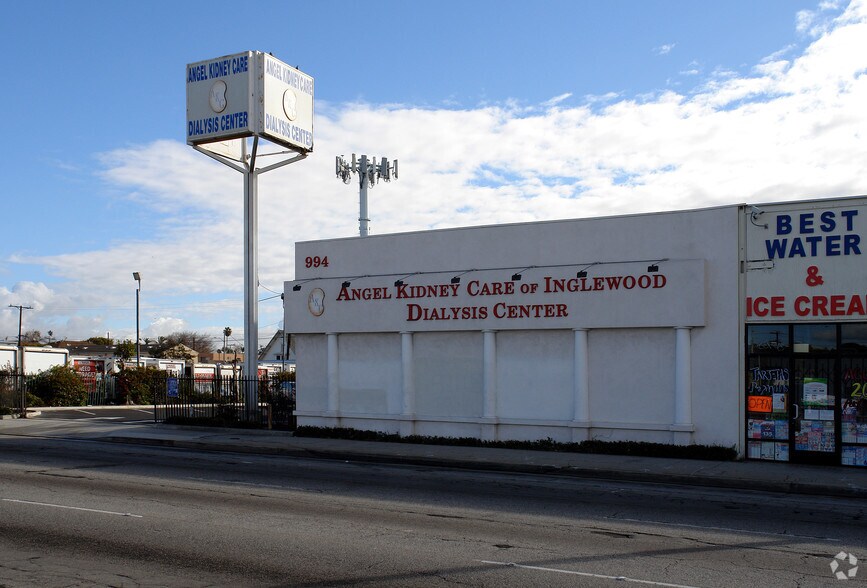 ANGEL KIDNEY CARE
DIALYSIS CENTER
ANGEL KIDNEY CARE
DIALYSIS CENTER
994
ANGEL KIDNEY CARE OF INGLEWOOD
DIALYSIS CENTER
BEST
WATER
&
ICE CREA
TARJETAS
OPEN